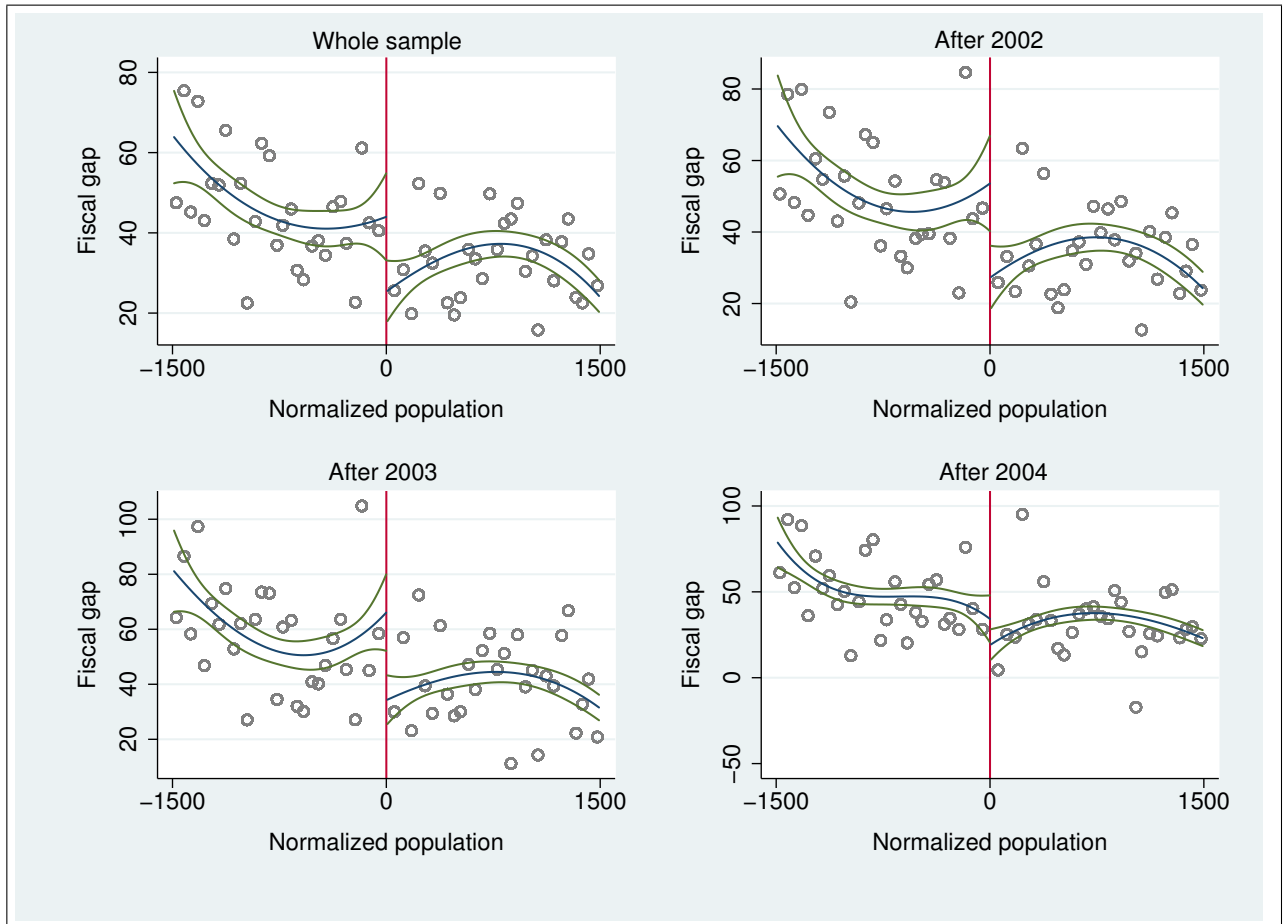 Whole sample
80
60
40
20
Fiscal gap
−1500 0 1500
Normalized population
After 2002
80
60
40
20
Fiscal gap
−1500 0 1500
Normalized population
After 2003
100
80
60
40
20
Fiscal gap
−1500 0 1500
Normalized population
After 2004
100
50
0
−50
Fiscal gap
−1500 0 1500
Normalized population